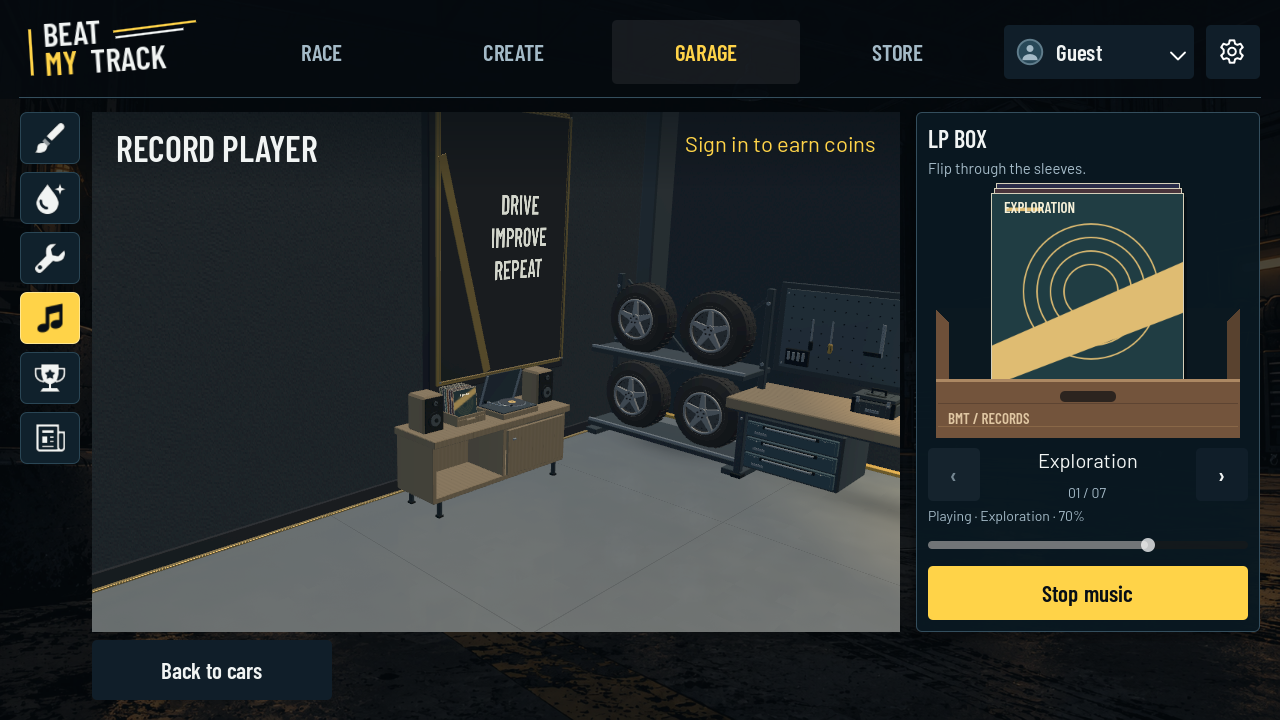 BEAT
MY TRACK
RACE
CREATE
GARAGE
STORE
Guest
RECORD PLAYER
Sign in to earn coins
DRIVE
IMPROVE
REPEAT
LP BOX
Flip through the sleeves.
EXPLORATION
BMT / RECORDS
‹
Exploration
›
01 / 07
Playing · Exploration · 70%
Stop music
Back to cars